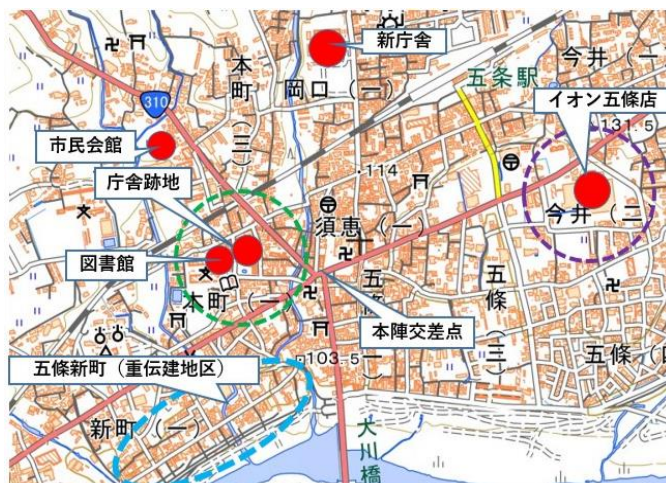 新庁舎
今井（一
本町（三）
岡口（一）
五条駅
イオン五條店
131.5
310
市民会館
114
庁舎跡地
須恵（一）
今井（二
図書館
本町（一）
五條（一
五條（三）
本陣交差点
五條（
103.5
五條新町（重伝建地区）
新町（一）
大川橋